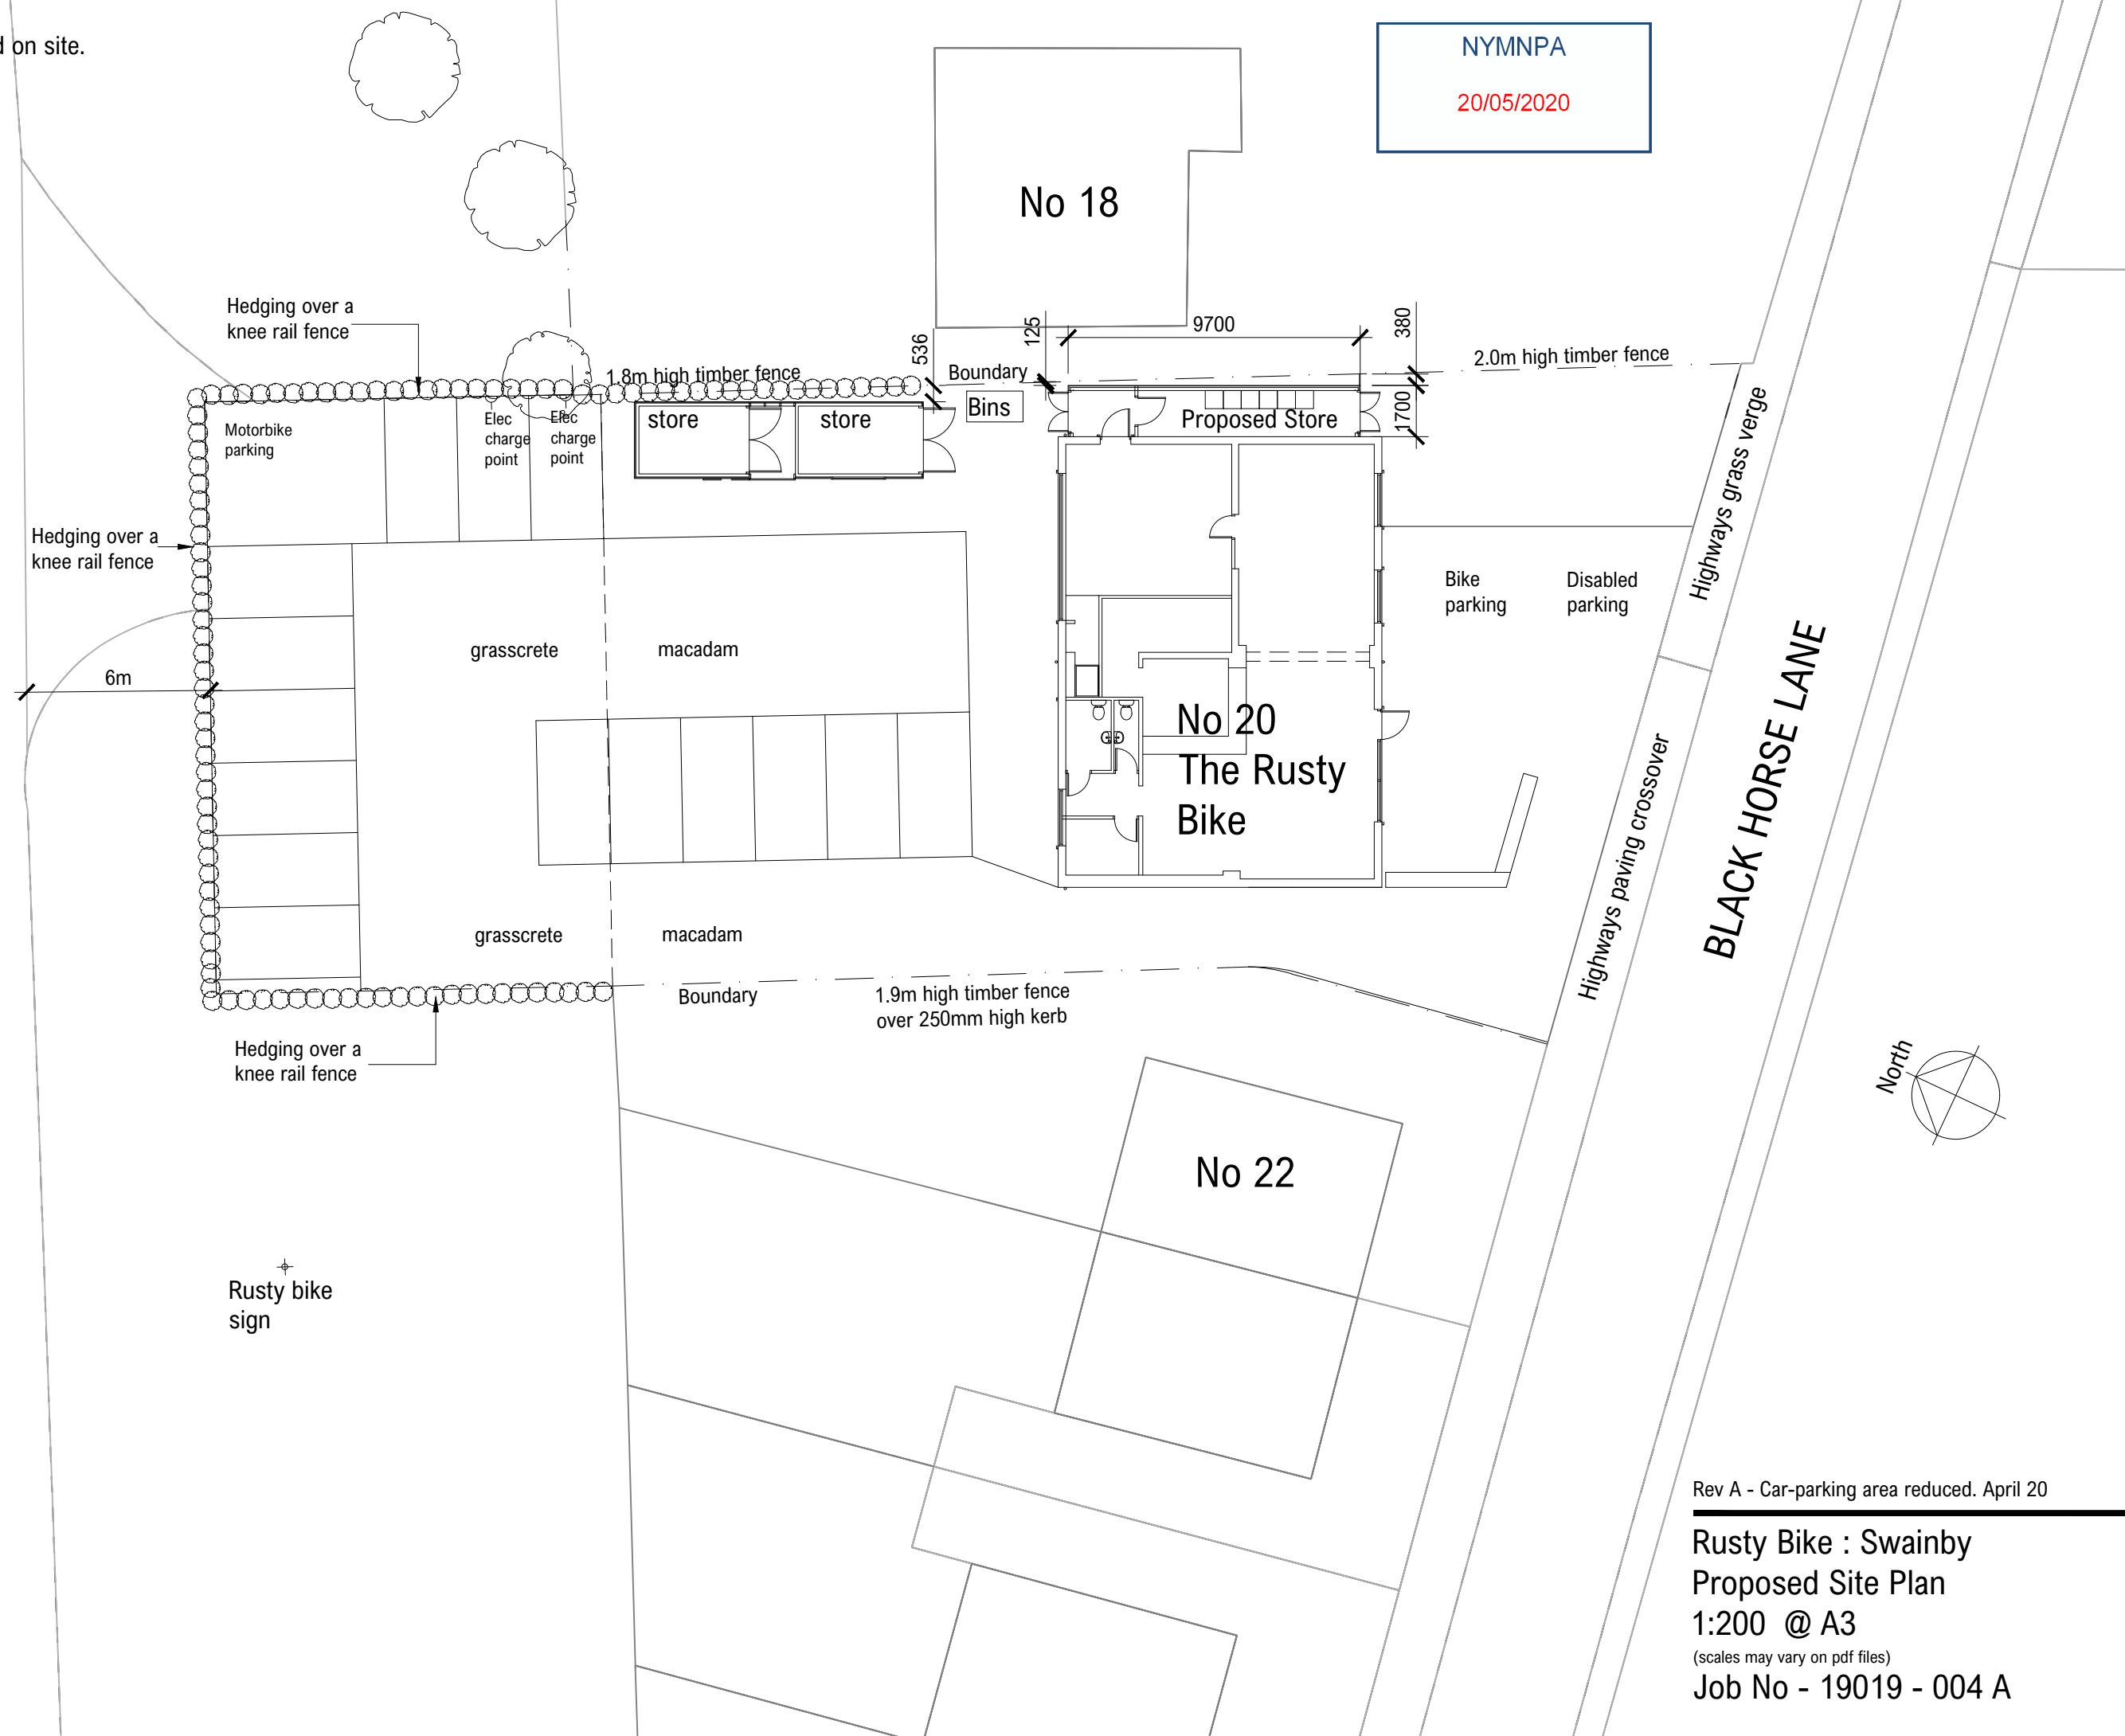 on site.
NYMNPA
20/05/2020
No 18
Hedging over a
knee rail fence
536
125
9700
380
1.8m high timber fence
Boundary
2.0m high timber fence
Bins
store
store
Proposed Store
1700
Motorbike
parking
Elec
charge
point
Elec
charge
point
Highways grass verge
Hedging over a
knee rail fence
Bike
parking
Disabled
parking
grasscrete
macadam
6m
No 20
The Rusty
Bike
BLACK HORSE LANE
Highways paving crossover
grasscrete
macadam
Boundary
1.9m high timber fence
over 250mm high kerb
Hedging over a
knee rail fence
North
No 22
Rusty bike
sign
Rev A - Car-parking area reduced. April 20
Rusty Bike : Swainby
Proposed Site Plan
1:200 @ A3
(scales may vary on pdf files)
Job No - 19019 - 004 A